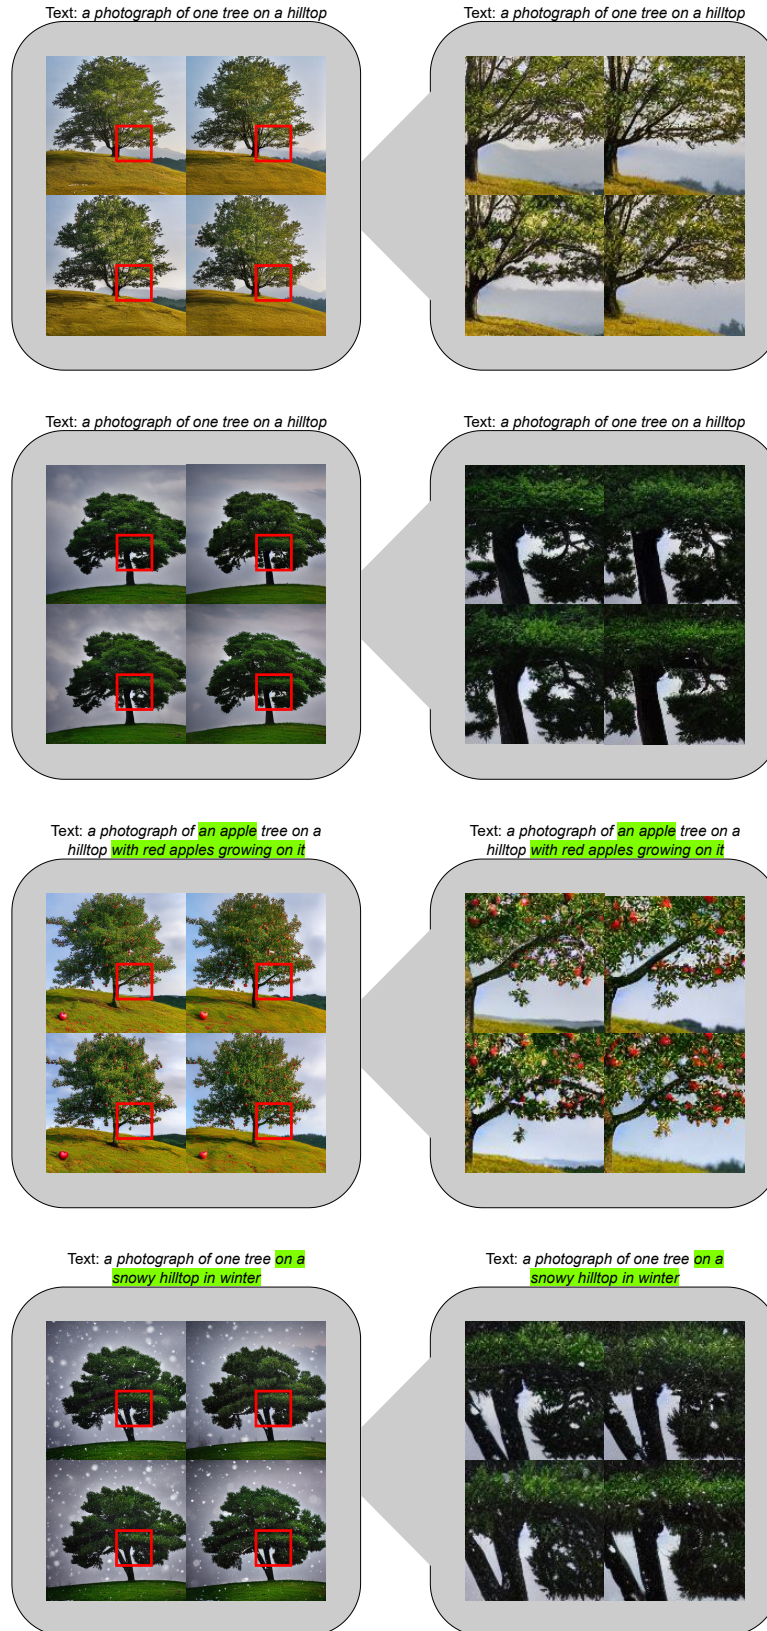 Text: a photograph of one tree on a hilltop
Text: a photograph of one tree on a hilltop
Text: a photograph of one tree on a hilltop
Text: a photograph of one tree on a hilltop
Text: a photograph of an apple tree on a
hilltop with red apples growing on it
Text: a photograph of an apple tree on a
hilltop with red apples growing on it
Text: a photograph of one tree on a
snowy hilltop in winter
Text: a photograph of one tree on a
snowy hilltop in winter